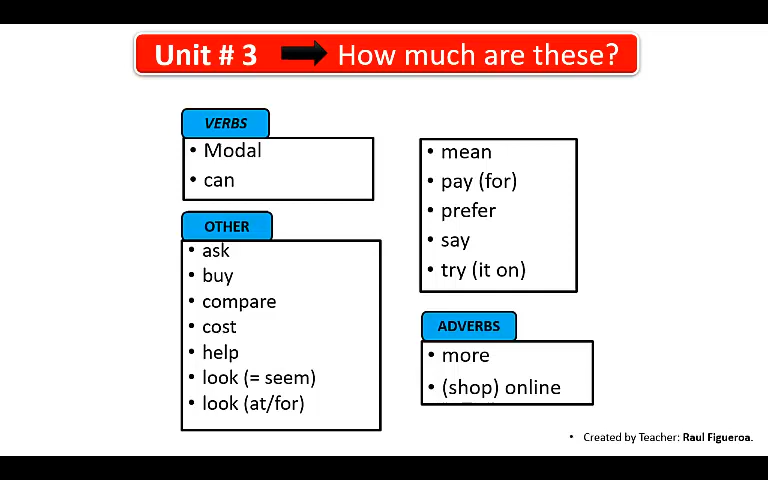 Unit # 3 How much are these?
VERBS
• Modal
• can
OTHER
• ask
• buy
• compare
• cost
• help
• look (= seem)
• look (at/for)
• mean
• pay (for)
• prefer
• say
• try (it on)
ADVERBS
• more
• (shop) online
• Created by Teacher: Raul Figueroa.